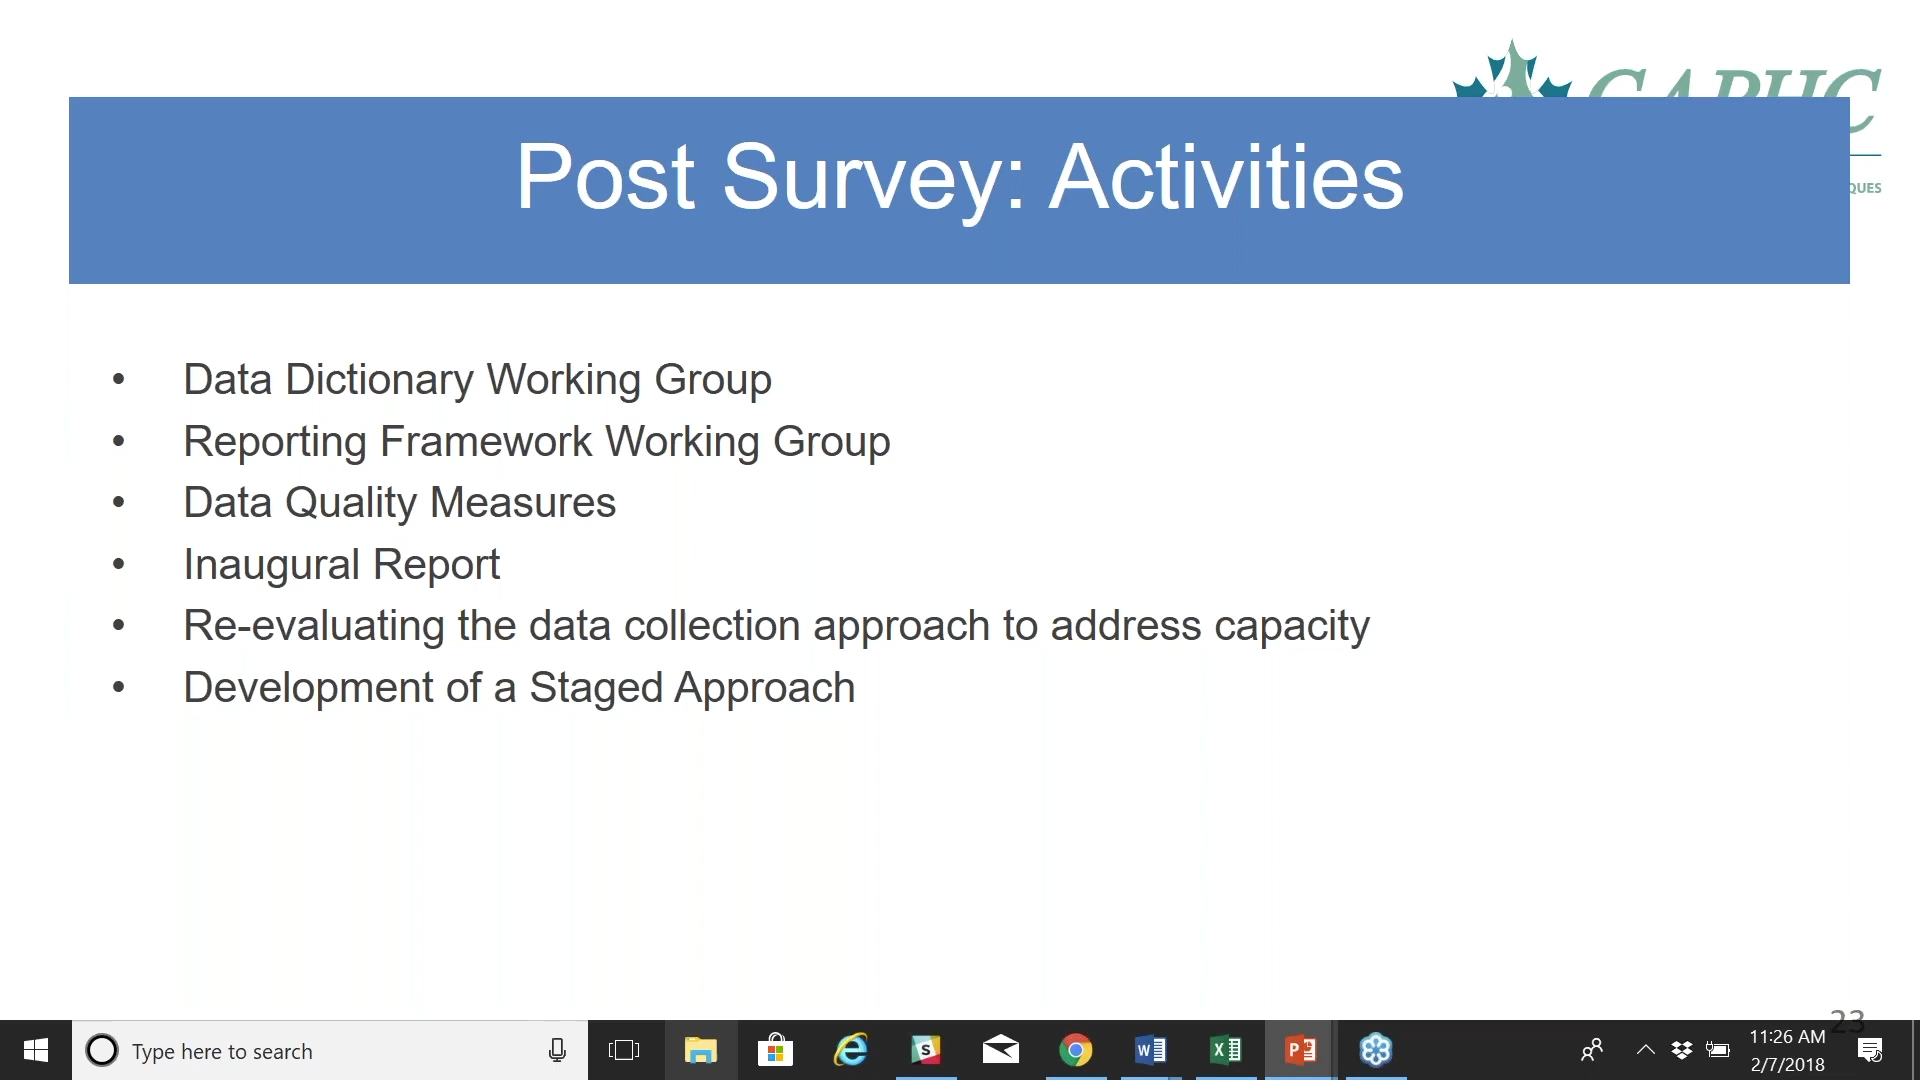 CAPHC
QUES
Post Survey: Activities
• Data Dictionary Working Group
• Reporting Framework Working Group
• Data Quality Measures
• Inaugural Report
• Re-evaluating the data collection approach to address capacity
• Development of a Staged Approach
23
Type here to search
11:26 AM
2/7/2018